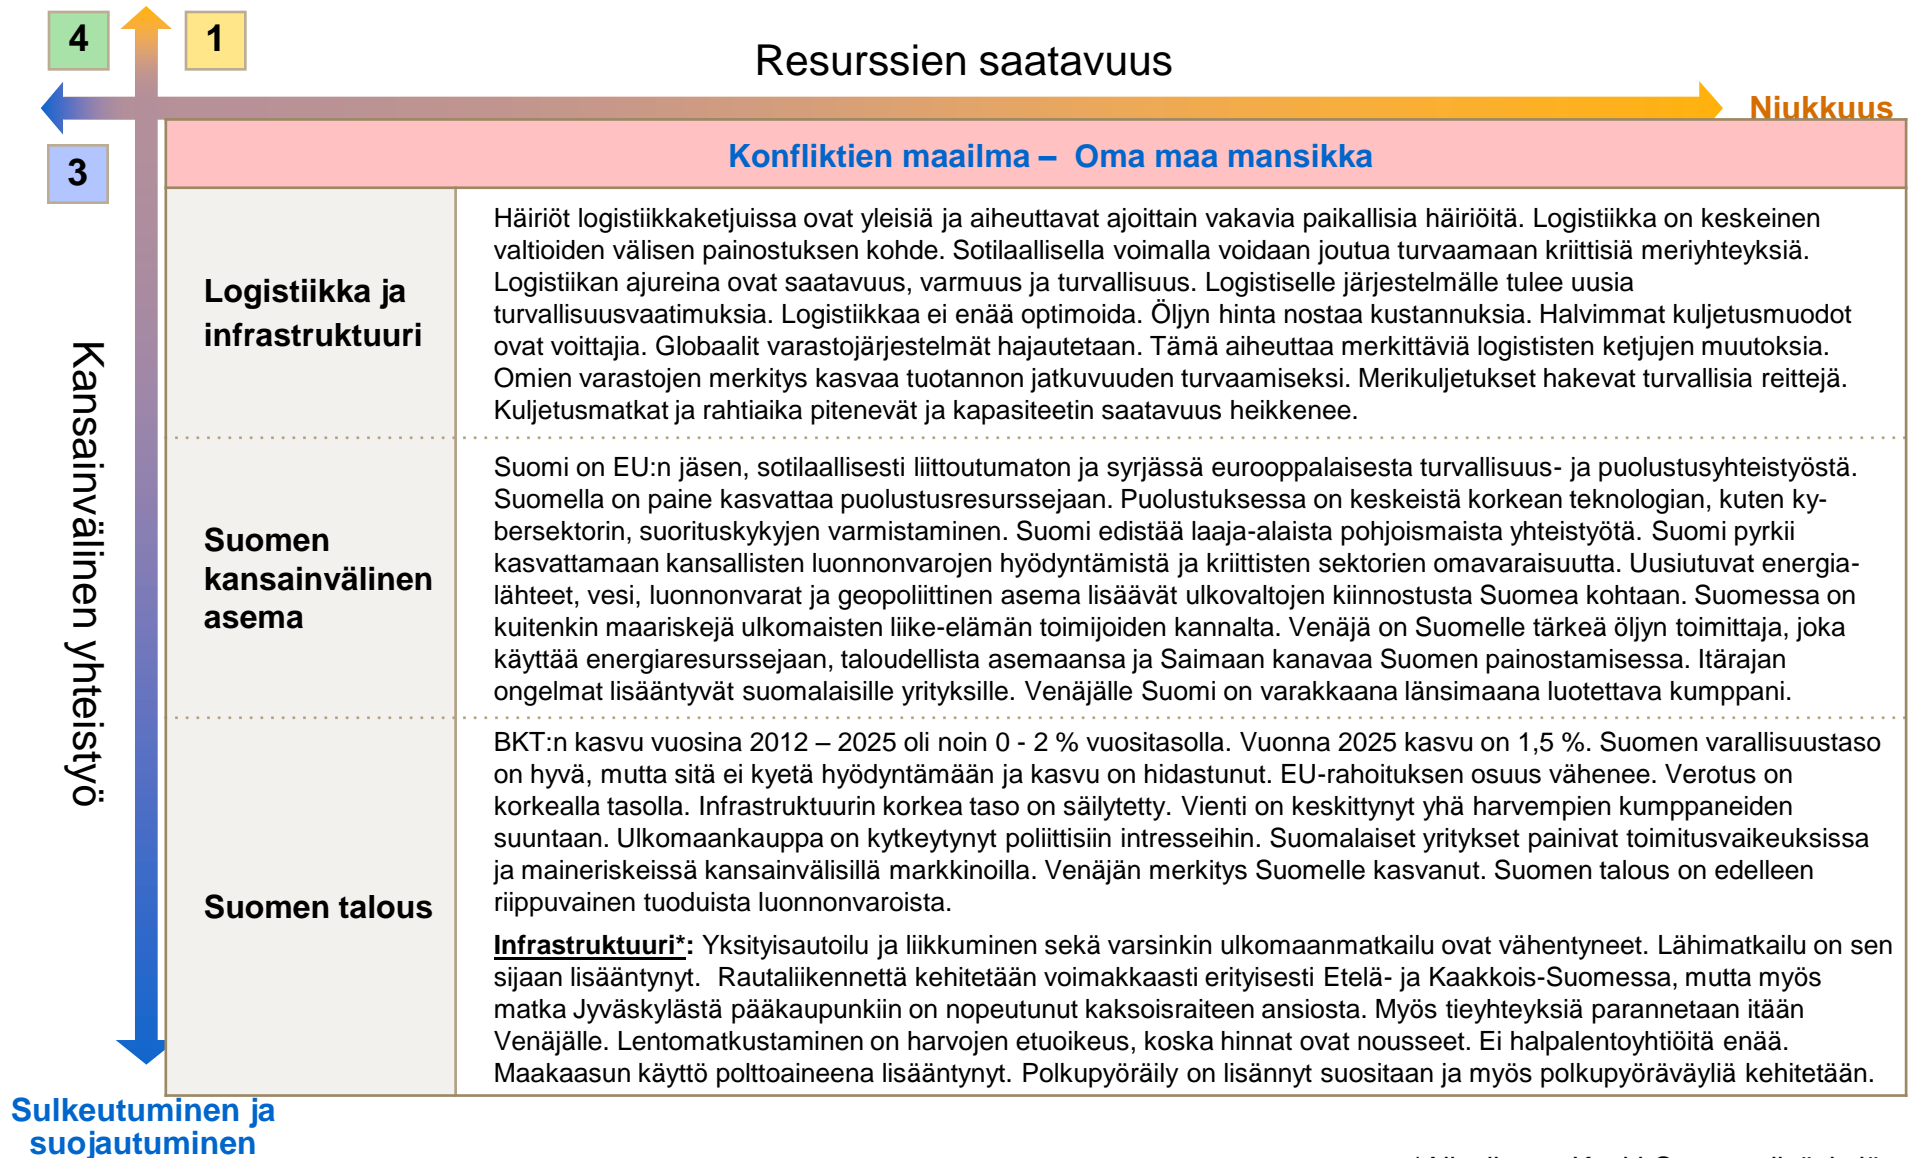 4
1
Resurssien saatavuus
Niukkuus
3
Konfliktien maailma – Oma maa mansikka
Kansainvälinen yhteistyö
Logistiikka ja
infrastruktuuri
Häiriöt logistiikkaketjuissa ovat yleisiä ja aiheuttavat ajoittain vakavia paikallisia häiriöitä. Logistiikka on keskeinen
valtioiden välisen painostuksen kohde. Sotilaallisella voimalla voidaan joutua turvaamaan kriittisiä meriyhteyksiä.
Logistiikan ajureina ovat saatavuus, varmuus ja turvallisuus. Logistiselle järjestelmälle tulee uusia
turvallisuusvaatimuksia. Logistiikkaa ei enää optimoida. Öljyn hinta nostaa kustannuksia. Halvimmat kuljetusmuodot
ovat voittajia. Globaalit varastojärjestelmät hajautetaan. Tämä aiheuttaa merkittäviä logististen ketjujen muutoksia.
Omien varastojen merkitys kasvaa tuotannon jatkuvuuden turvaamiseksi. Merikuljetukset hakevat turvallisia reittejä.
Kuljetusmatkat ja rahtiaika pitenevät ja kapasiteetin saatavuus heikkenee.
Suomen
kansainvälinen
asema
Suomi on EU:n jäsen, sotilaallisesti liittoutumaton ja syrjässä eurooppalaisesta turvallisuus- ja puolustusyhteistyöstä.
Suomella on paine kasvattaa puolustusresurssejaan. Puolustuksessa on keskeistä korkean teknologian, kuten ky-
bersektorin, suorituskykyjen varmistaminen. Suomi edistää laaja-alaista pohjoismaista yhteistyötä. Suomi pyrkii
kasvattamaan kansallisten luonnonvarojen hyödyntämistä ja kriittisten sektorien omavaraisuutta. Uusiutuvat energia-
lähteet, vesi, luonnonvarat ja geopoliittinen asema lisäävät ulkovaltojen kiinnostusta Suomea kohtaan. Suomessa on
kuitenkin maariskejä ulkomaisten liike-elämän toimijoiden kannalta. Venäjä on Suomelle tärkeä öljyn toimittaja, joka
käyttää energiaresurssejaan, taloudellista asemaansa ja Saimaan kanavaa Suomen painostamisessa. Itärajan
ongelmat lisääntyvät suomalaisille yrityksille. Venäjälle Suomi on varakkaana länsimaana luotettava kumppani.
Suomen talous
BKT:n kasvu vuosina 2012 – 2025 oli noin 0 - 2 % vuositasolla. Vuonna 2025 kasvu on 1,5 %. Suomen varallisuustaso
on hyvä, mutta sitä ei kyetä hyödyntämään ja kasvu on hidastunut. EU-rahoituksen osuus vähenee. Verotus on
korkealla tasolla. Infrastruktuurin korkea taso on säilytetty. Vienti on keskittynyt yhä harvempien kumppaneiden
suuntaan. Ulkomaankauppa on kytkeytynyt poliittisiin intresseihin. Suomalaiset yritykset painivat toimitusvaikeuksissa
ja maineriskeissä kansainvälisillä markkinoilla. Venäjän merkitys Suomelle kasvanut. Suomen talous on edelleen
riippuvainen tuoduista luonnonvaroista.
Infrastruktuuri*: Yksityisautoilu ja liikkuminen sekä varsinkin ulkomaanmatkailu ovat vähentyneet. Lähimatkailu on sen
sijaan lisääntynyt. Rautaliikennettä kehitetään voimakkaasti erityisesti Etelä- ja Kaakkois-Suomessa, mutta myös
matka Jyväskylästä pääkaupunkiin on nopeutunut kaksoisraiteen ansiosta. Myös tieyhteyksiä parannetaan itään
Venäjälle. Lentomatkustaminen on harvojen etuoikeus, koska hinnat ovat nousseet. Ei halpalentoyhtiöitä enää.
Maakaasun käyttö polttoaineena lisääntynyt. Polkupyöräily on lisännyt suositaan ja myös polkupyöräväyliä kehitetään.
Sulkeutuminen ja
suojautuminen